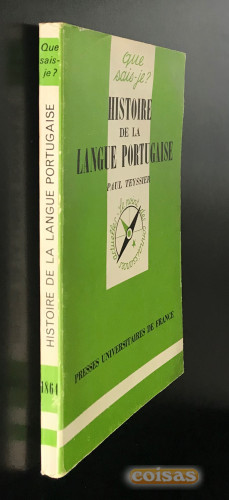 Que
sais-
je?
HISTOIRE DE LA LANGUE PORTUGAISE
1864
Que
sais-je?
HISTOIRE
DE LA
LANGUE PORTUGAISE
PAUL TEYSSIER
PRESSES UNIVERSITAIRES DE FRANCE
coisas